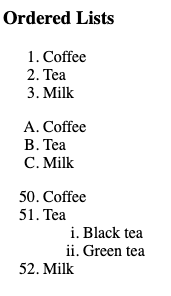 Ordered Lists
1. Coffee
2. Tea
3. Milk
A. Coffee
B. Tea
C. Milk
50. Coffee
51. Tea
i. Black tea
ii. Green tea
52. Milk